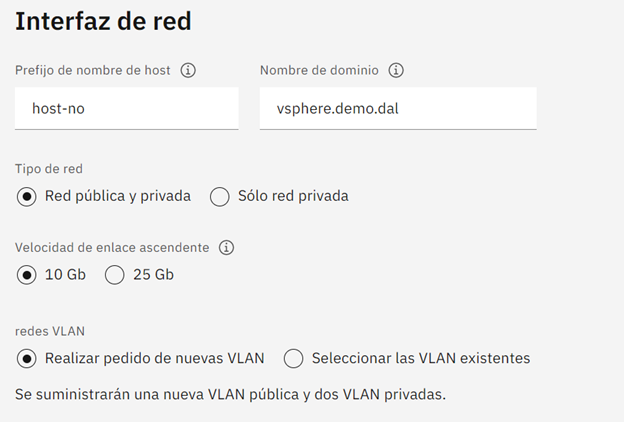 Interfaz de red
Prefijo de nombre de host
Nombre de dominio
host-no
vsphere.demo.dal
Tipo de red
Red pública y privada
Sólo red privada
Velocidad de enlace ascendente
10 Gb
25 Gb
redes VLAN
Realizar pedido de nuevas VLAN
Seleccionar las VLAN existentes
Se suministrarán una nueva VLAN pública y dos VLAN privadas.